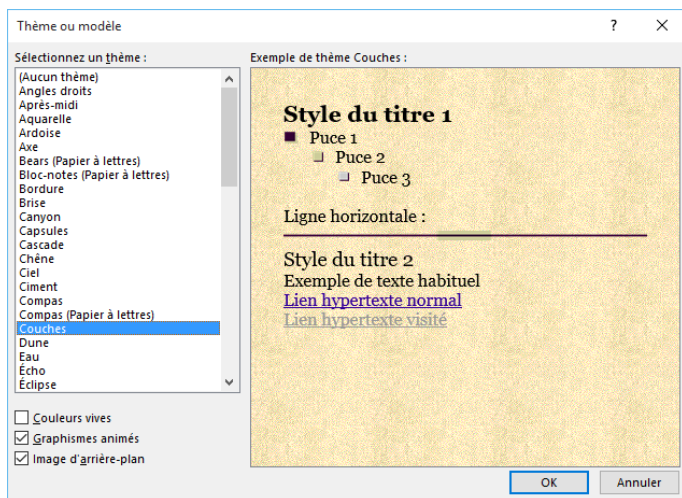 Thème ou modèle
Sélectionnez un thème :
(Aucun thème)
Angles droits
Après-midi
Aquarelle
Ardoise
Axe
Bears (Papier à lettres)
Bloc-notes (Papier à lettres)
Bordure
Brise
Canyon
Capsules
Cascade
Chêne
Ciel
Ciment
Compas
Compas (Papier à lettres)
Couches
Dune
Eau
Écho
Éclipse
Couleurs vives
Graphismes animés
Image d'arrière-plan
Exemple de thème Couches :
Style du titre 1
Puce 1
Puce 2
Puce 3
Ligne horizontale :
Style du titre 2
Exemple de texte habituel
Lien hypertexte normal
Lien hypertexte visité
OK
Annuler